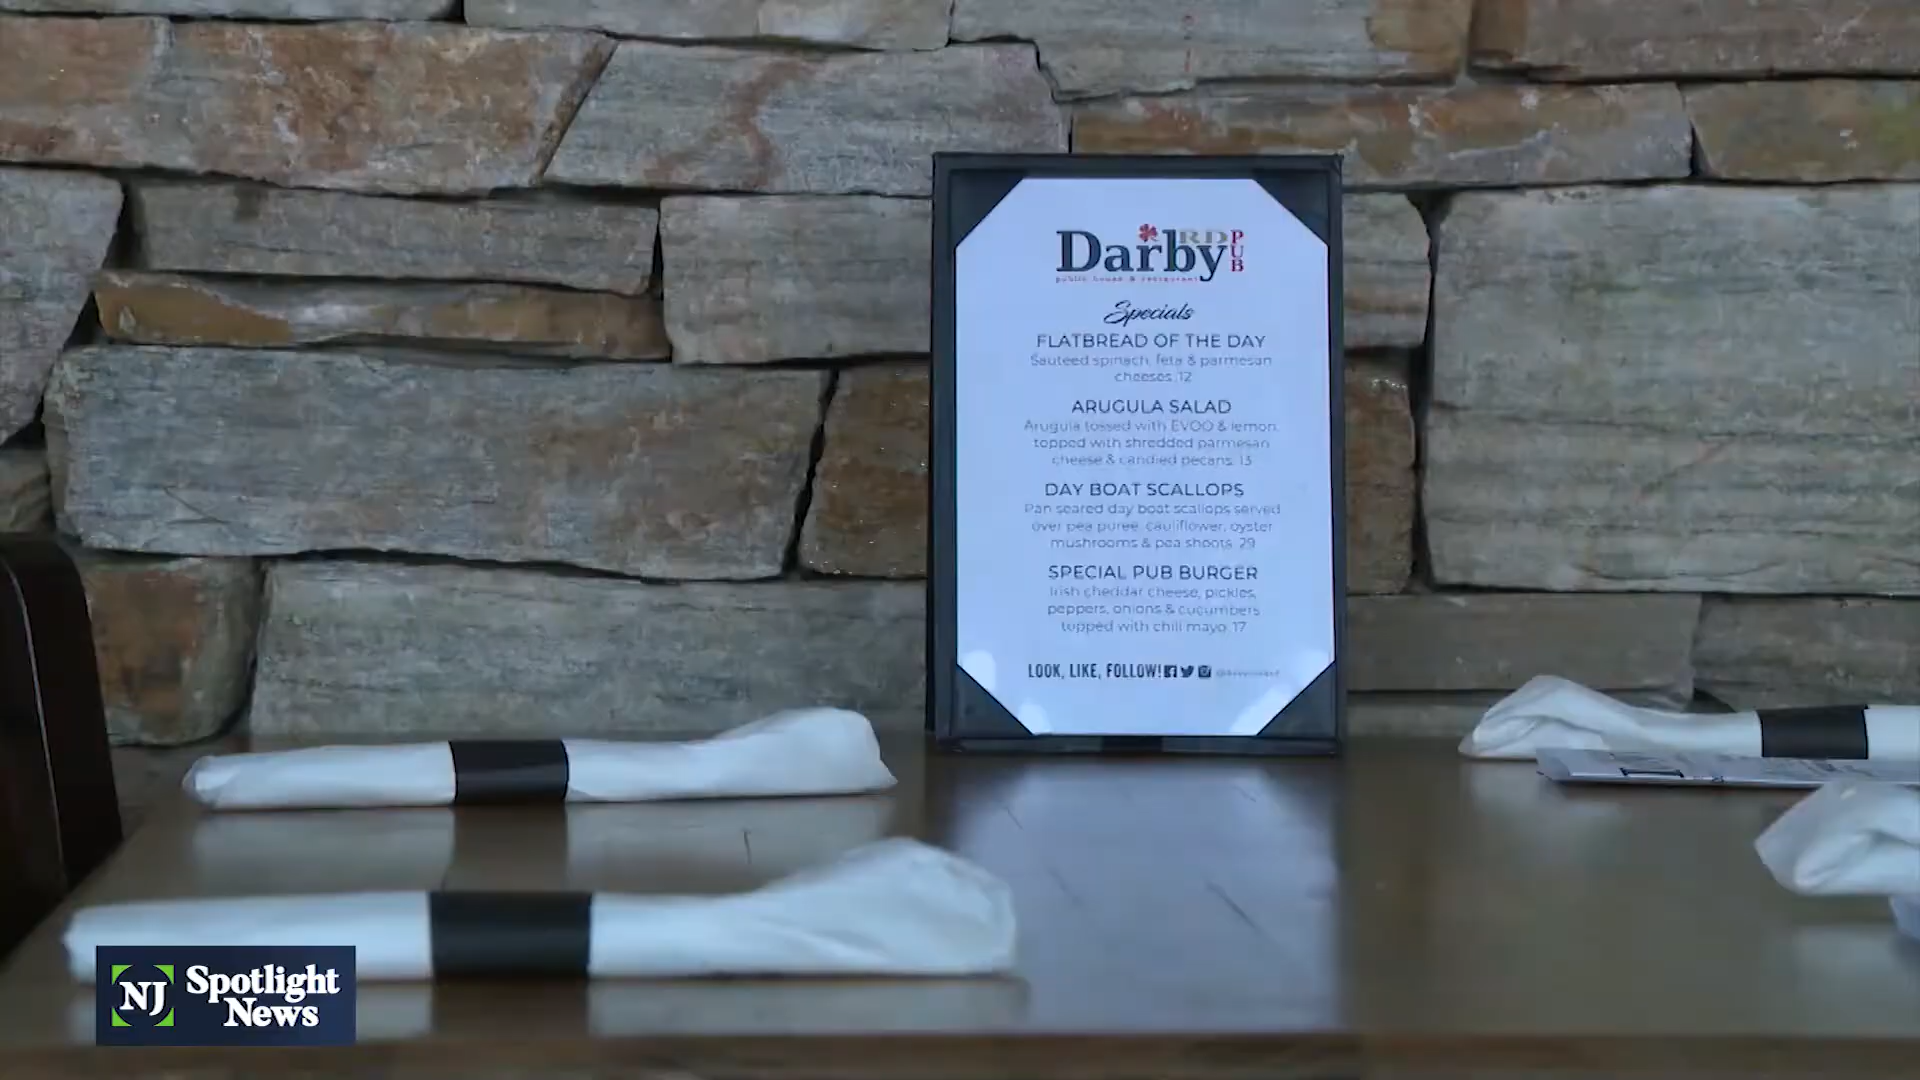 Darby RD PUB
public house & restaurant
Specials
FLATBREAD OF THE DAY
Sauteed spinach, feta & parmesan
cheeses. 12
ARUGULA SALAD
Arugula tossed with EVOO & lemon,
topped with shredded parmesan
cheese & candied pecans. 13
DAY BOAT SCALLOPS
Pan seared day boat scallops served
over pea puree, cauliflower, oyster
mushrooms & pea shoots. 29
SPECIAL PUB BURGER
Irish cheddar cheese, pickles,
peppers, onions & cucumbers
topped with chili mayo. 17
LOOK, LIKE, FOLLOW!
NJ Spotlight
News